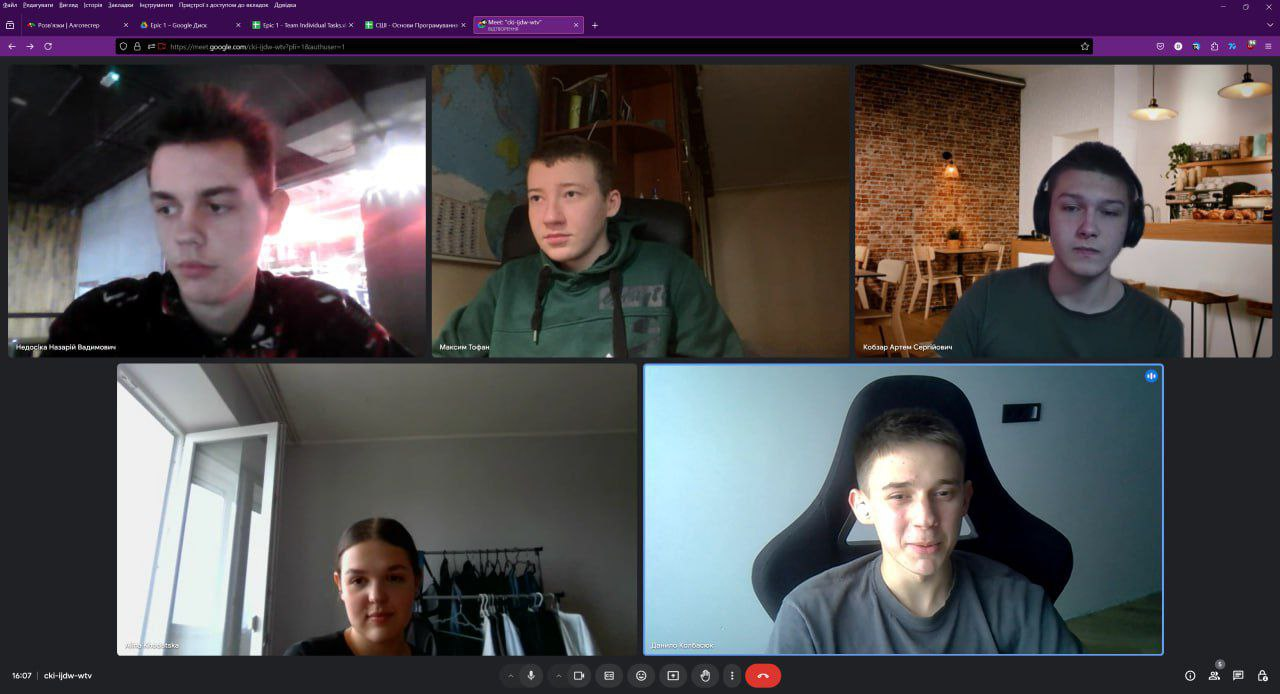 Файл Редагувати Вигляд Історія Закладки Інструменти Пристрої з доступом до вкладок Довідка
Розв'язки | Алготестер
Epic 1 – Google Диск
Epic 1 - Team Individual Tasks.xl
СШІ - Основи Програмуванн
Meet: "cki-ijdw-wtv"
ВІДТВОРЕННЯ
https://meet.google.com/cki-ijdw-wtv?pli=1&authuser=1
Недосіка Назарій Вадимович
Максим Тофан
Кобзар Артем Сергійович
Данило Колбасюк
16:07 cki-ijdw-wtv
5